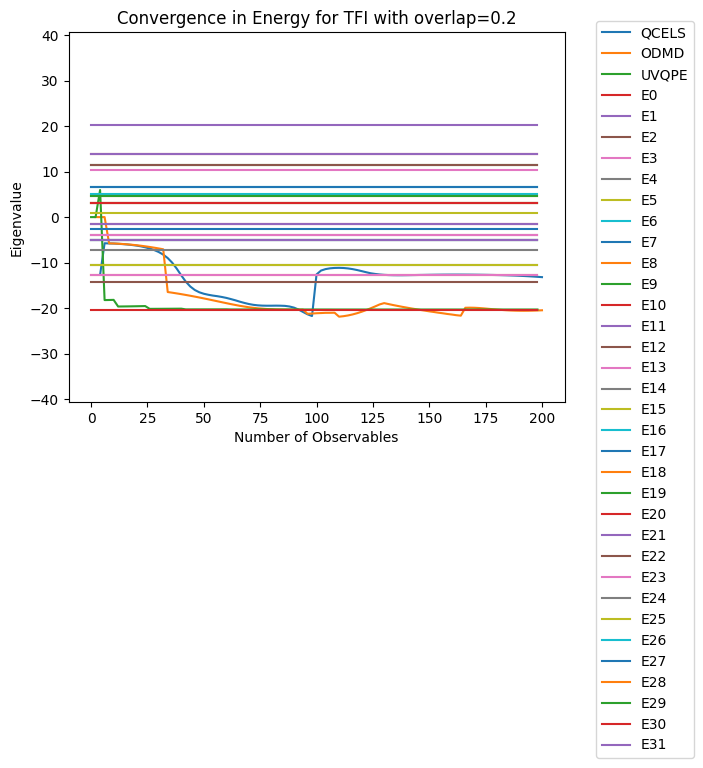 Convergence in Energy for TFI with overlap=0.2
Eigenvalue
40
30
20
10
0
−10
−20
−30
−40
0
25
50
75
100
125
150
175
200
Number of Observables
QCELS
ODMD
UVQPE
E0
E1
E2
E3
E4
E5
E6
E7
E8
E9
E10
E11
E12
E13
E14
E15
E16
E17
E18
E19
E20
E21
E22
E23
E24
E25
E26
E27
E28
E29
E30
E31